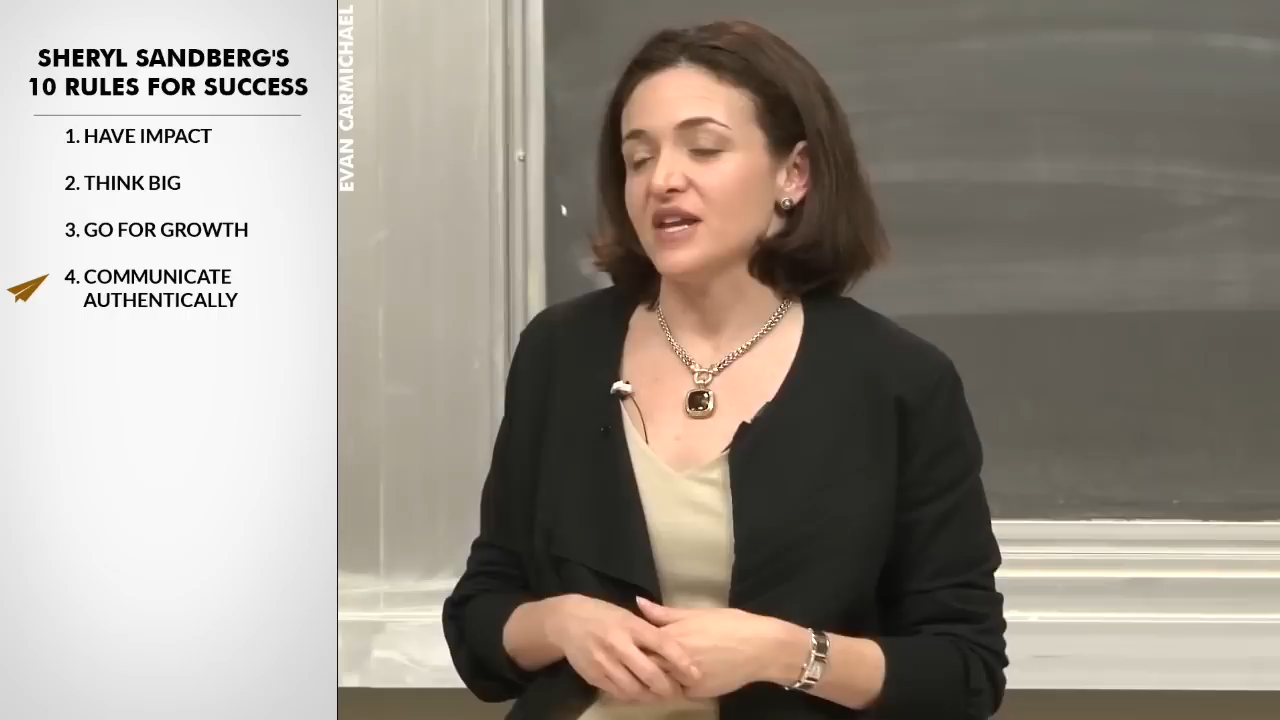 SHERYL SANDBERG'S
10 RULES FOR SUCCESS
1. HAVE IMPACT
2. THINK BIG
3. GO FOR GROWTH
4. COMMUNICATE
AUTHENTICALLY
EVAN CARMICHAEL